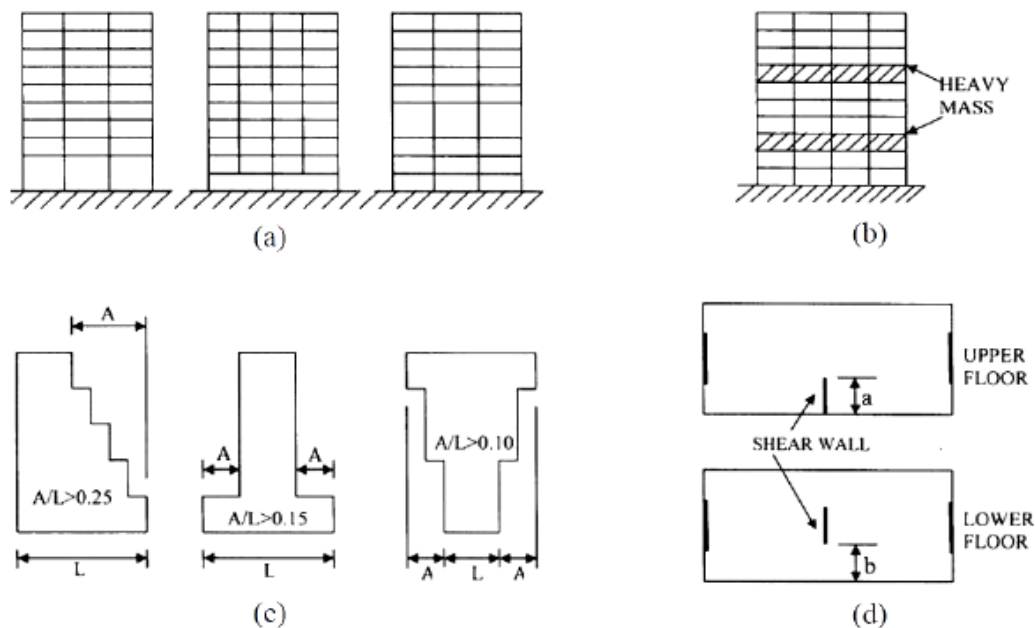 HEAVY
MASS
(a)
(b)
A
A/L>0.25
L
A
A
A/L>0.15
L
A/L>0.10
A
L
A
(c)
UPPER
FLOOR
a
SHEAR WALL
LOWER
FLOOR
b
(d)